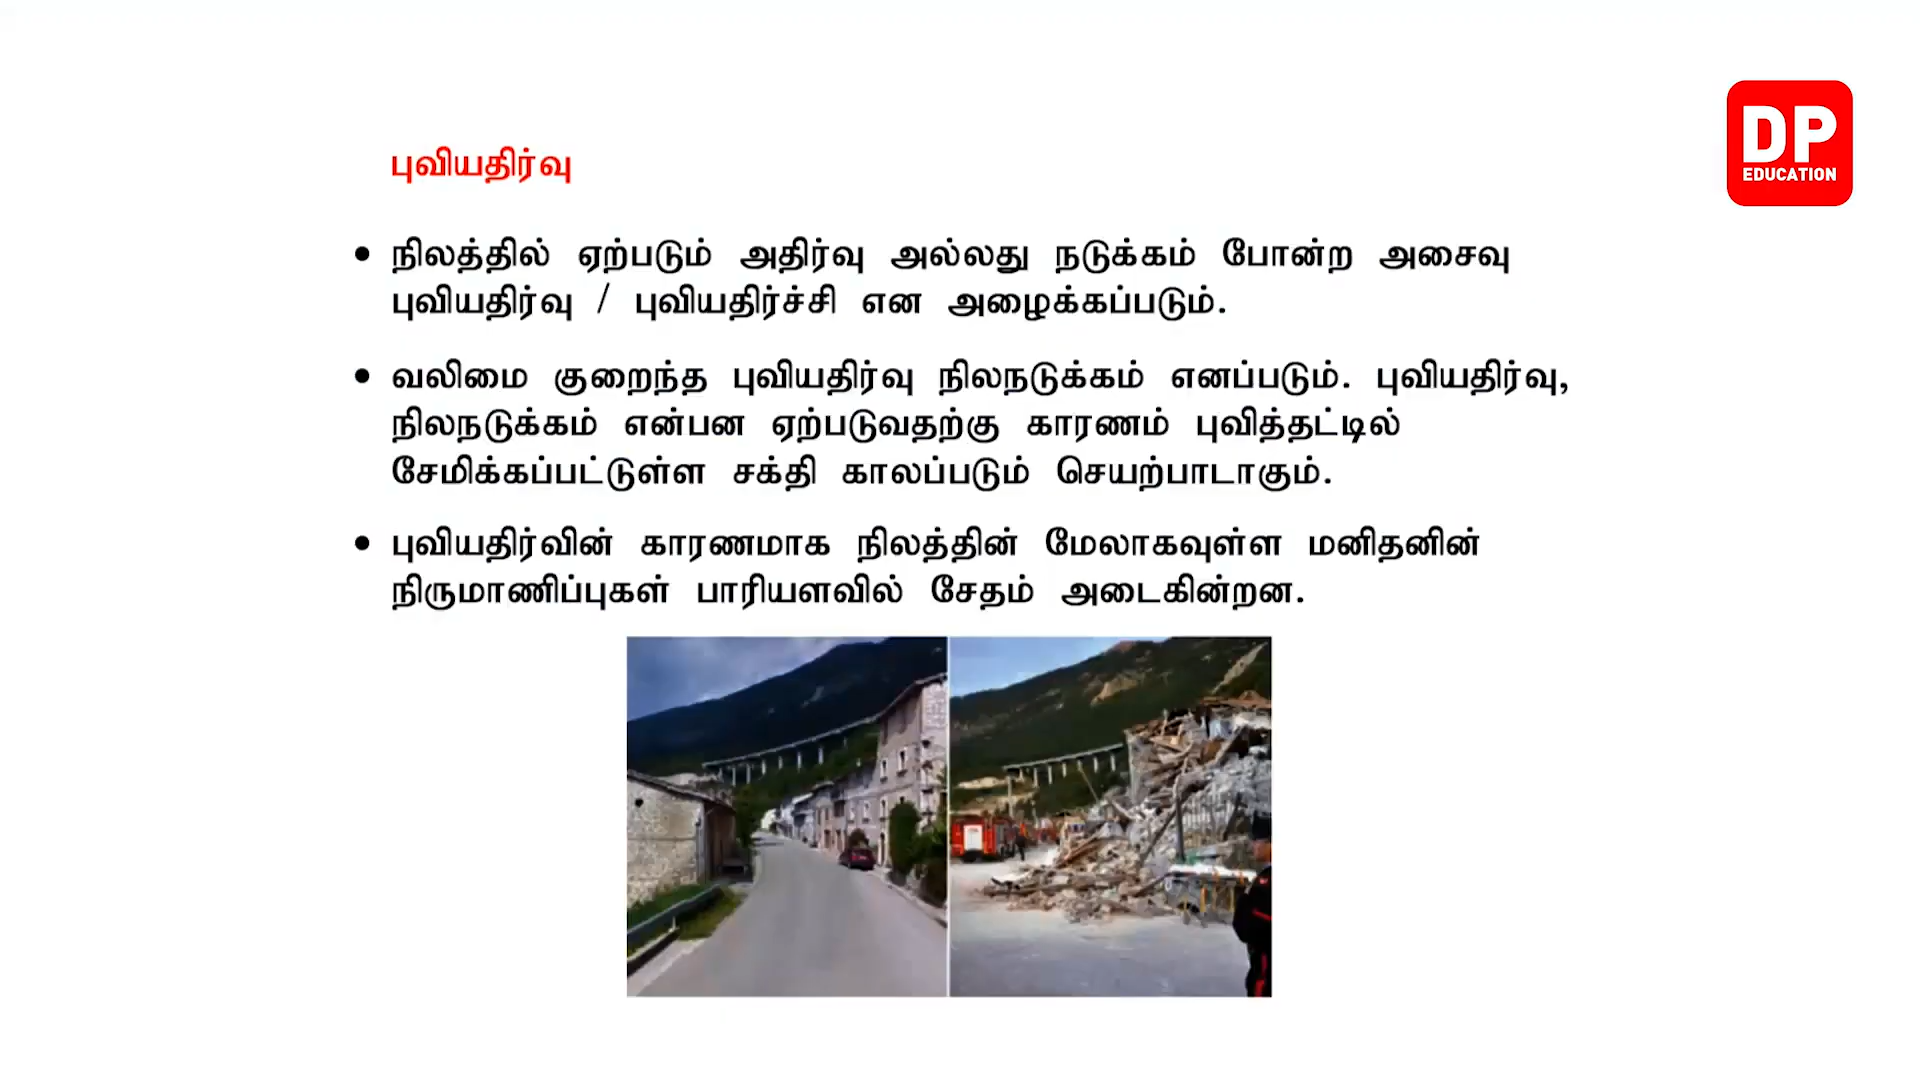 DP
EDUCATION
புவியதிர்வு
• நிலத்தில் ஏற்படும் அதிர்வு அல்லது நடுக்கம் போன்ற அசைவு
புவியதிர்வு / புவியதிர்ச்சி என அழைக்கப்படும்.
• வலிமை குறைந்த புவியதிர்வு நிலநடுக்கம் எனப்படும். புவியதிர்வு,
நிலநடுக்கம் என்பன ஏற்படுவதற்கு காரணம் புவித்தட்டில்
சேமிக்கப்பட்டுள்ள சக்தி காலப்படும் செயற்பாடாகும்.
• புவியதிர்வின் காரணமாக நிலத்தின் மேலாகவுள்ள மனிதனின்
நிருமாணிப்புகள் பாரியளவில் சேதம் அடைகின்றன.